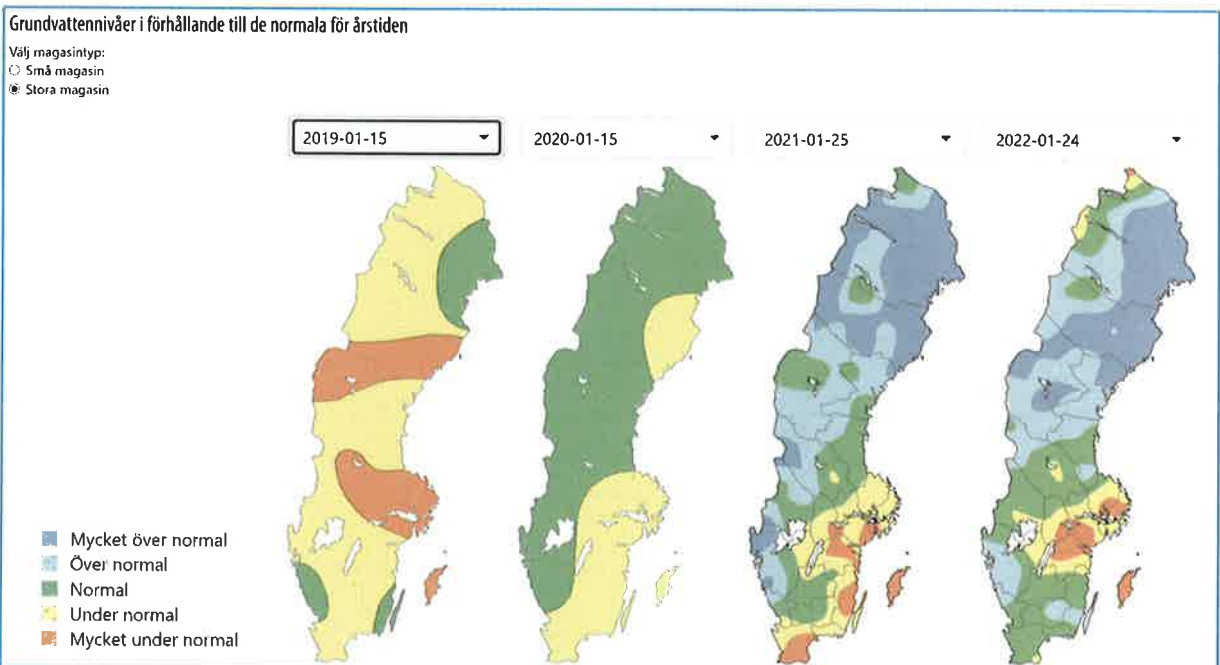 Grundvattennivåer i förhållande till de normala för årstiden
Välj magasintyp:
Små magasin
Stora magasin
2019-01-15
2020-01-15
2021-01-25
2022-01-24
Mycket över normal
Över normal
Normal
Under normal
Mycket under normal